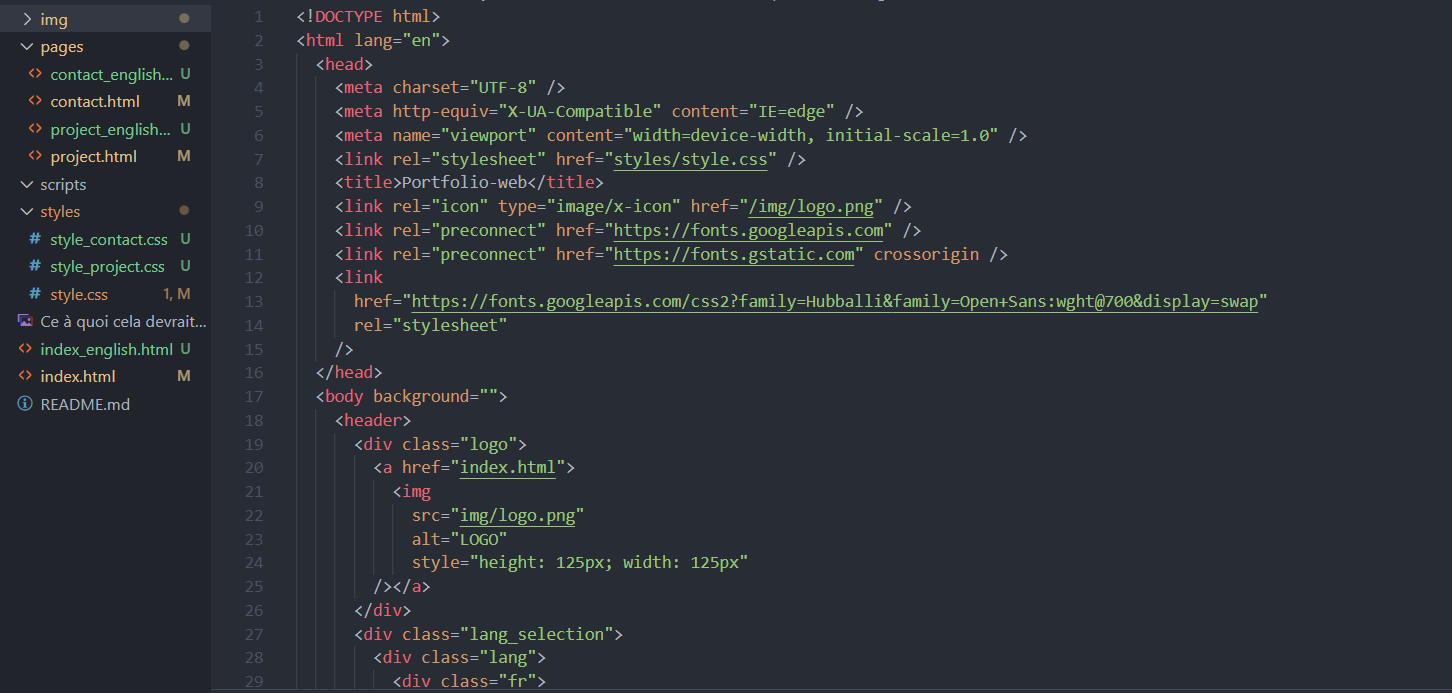 img
pages
contact_english... U
contact.html M
project_english... U
project.html M
scripts
styles
style_contact.css U
style_project.css U
style.css 1, M
Ce à quoi cela devrait...
index_english.html U
index.html M
README.md
1 <!DOCTYPE html>
2 <html lang="en">
3 <head>
4 <meta charset="UTF-8" />
5 <meta http-equiv="X-UA-Compatible" content="IE=edge" />
6 <meta name="viewport" content="width=device-width, initial-scale=1.0" />
7 <link rel="stylesheet" href="styles/style.css" />
8 <title>Portfolio-web</title>
9 <link rel="icon" type="image/x-icon" href="/img/logo.png" />
10 <link rel="preconnect" href="https://fonts.googleapis.com" />
11 <link rel="preconnect" href="https://fonts.gstatic.com" crossorigin />
12 <link
13 href="https://fonts.googleapis.com/css2?family=Hubballi&family=Open+Sans:wght@700&display=swap"
14 rel="stylesheet"
15 />
16 </head>
17 <body background="">
18 <header>
19 <div class="logo">
20 <a href="index.html">
21 <img
22 src="img/logo.png"
23 alt="LOGO"
24 style="height: 125px; width: 125px"
25 /></a>
26 </div>
27 <div class="lang_selection">
28 <div class="lang">
29 <div class="fr">